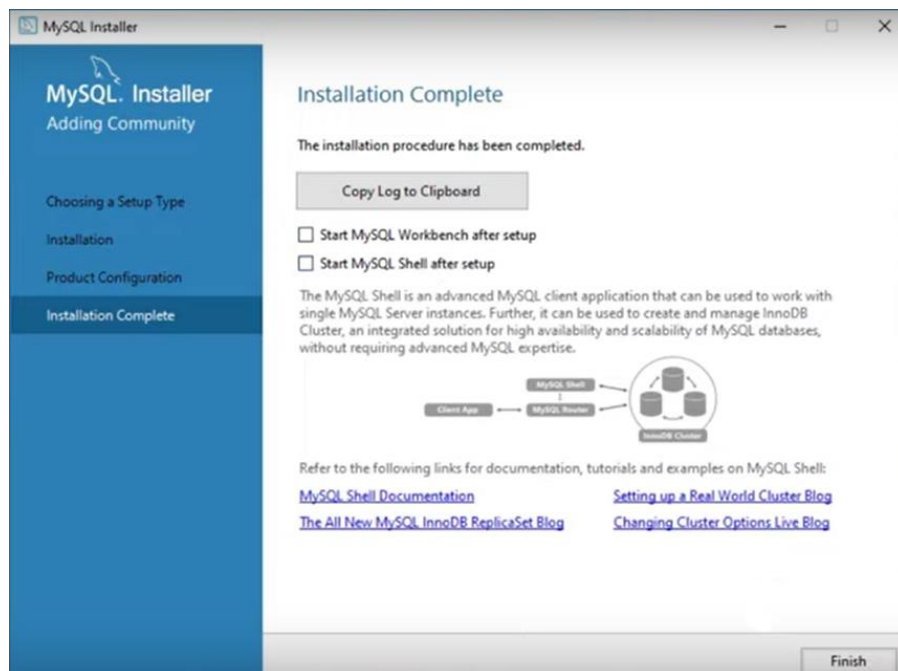 MySQL Installer
MySQL. Installer
Adding Community
Choosing a Setup Type
Installation
Product Configuration
Installation Complete
Installation Complete
The installation procedure has been completed.
Copy Log to Clipboard
Start MySQL Workbench after setup
Start MySQL Shell after setup
The MySQL Shell is an advanced MySQL client application that can be used to work with
single MySQL Server instances. Further, it can be used to create and manage InnoDB
Cluster, an integrated solution for high availability and scalability of MySQL databases,
without requiring advanced MySQL expertise.
MySQL Shell
Client App
MySQL Router
InnoDB Cluster
Refer to the following links for documentation, tutorials and examples on MySQL Shell:
MySQL Shell Documentation
Setting up a Real World Cluster Blog
The All New MySQL InnoDB ReplicaSet Blog
Changing Cluster Options Live Blog
Finish